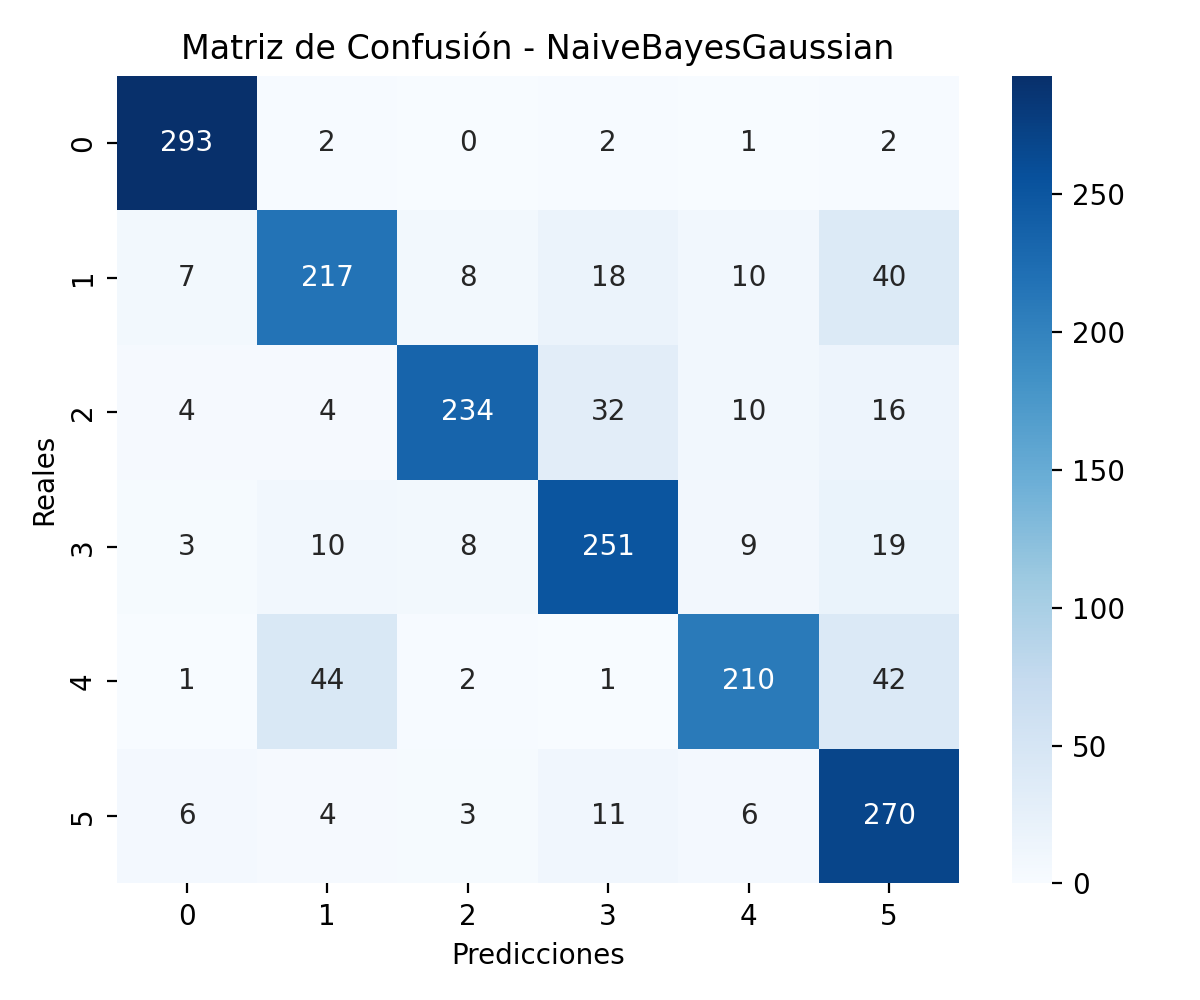 Matriz de Confusión - NaiveBayesGaussian
0 293 2 0 2 1 2
1 7 217 8 18 10 40
2 4 4 234 32 10 16
3 3 10 8 251 9 19
4 1 44 2 1 210 42
5 6 4 3 11 6 270
0 1 2 3 4 5
Reales
Predicciones
250
200
150
100
50
0